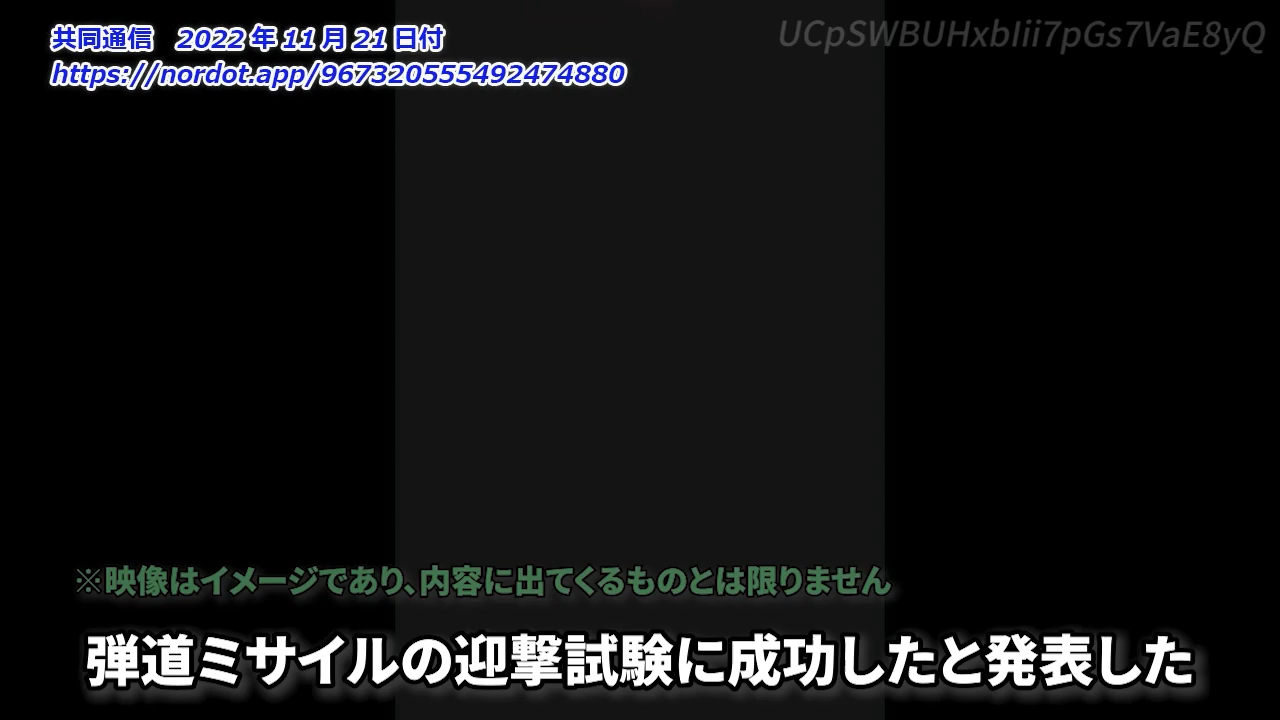 共同通信 2022年11月21日付
https://nordot.app/967320555492474880
UCpSWBUHxbIii7pGs7VaE8yQ
※映像はイメージであり、内容に出てくるものとは限りません
弾道ミサイルの迎撃試験に成功したと発表した